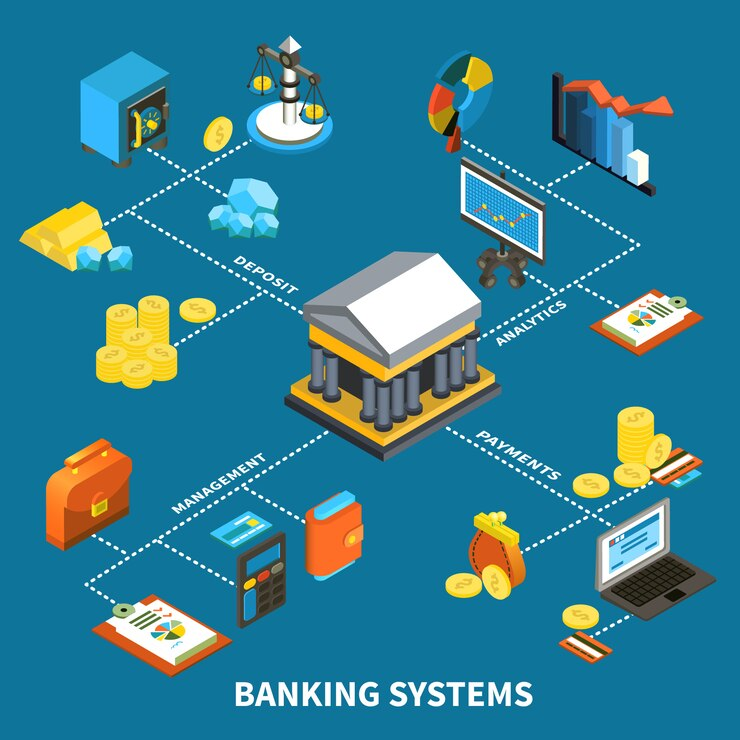 DEPOSIT
ANALYTICS
MANAGEMENT
PAYMENTS
BANKING SYSTEMS